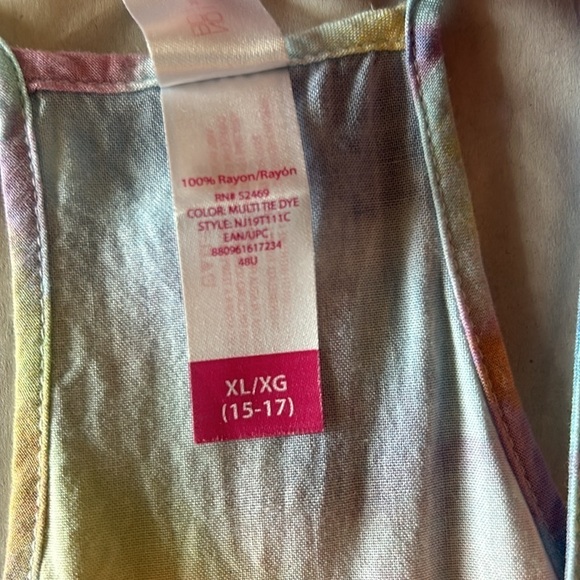 100% Rayon/Rayón
RN# 52469
COLOR: MULTI TIE DYE
STYLE: NJ19T111C
EAN/UPC
880961617234
48U
XL/XG
(15-17)